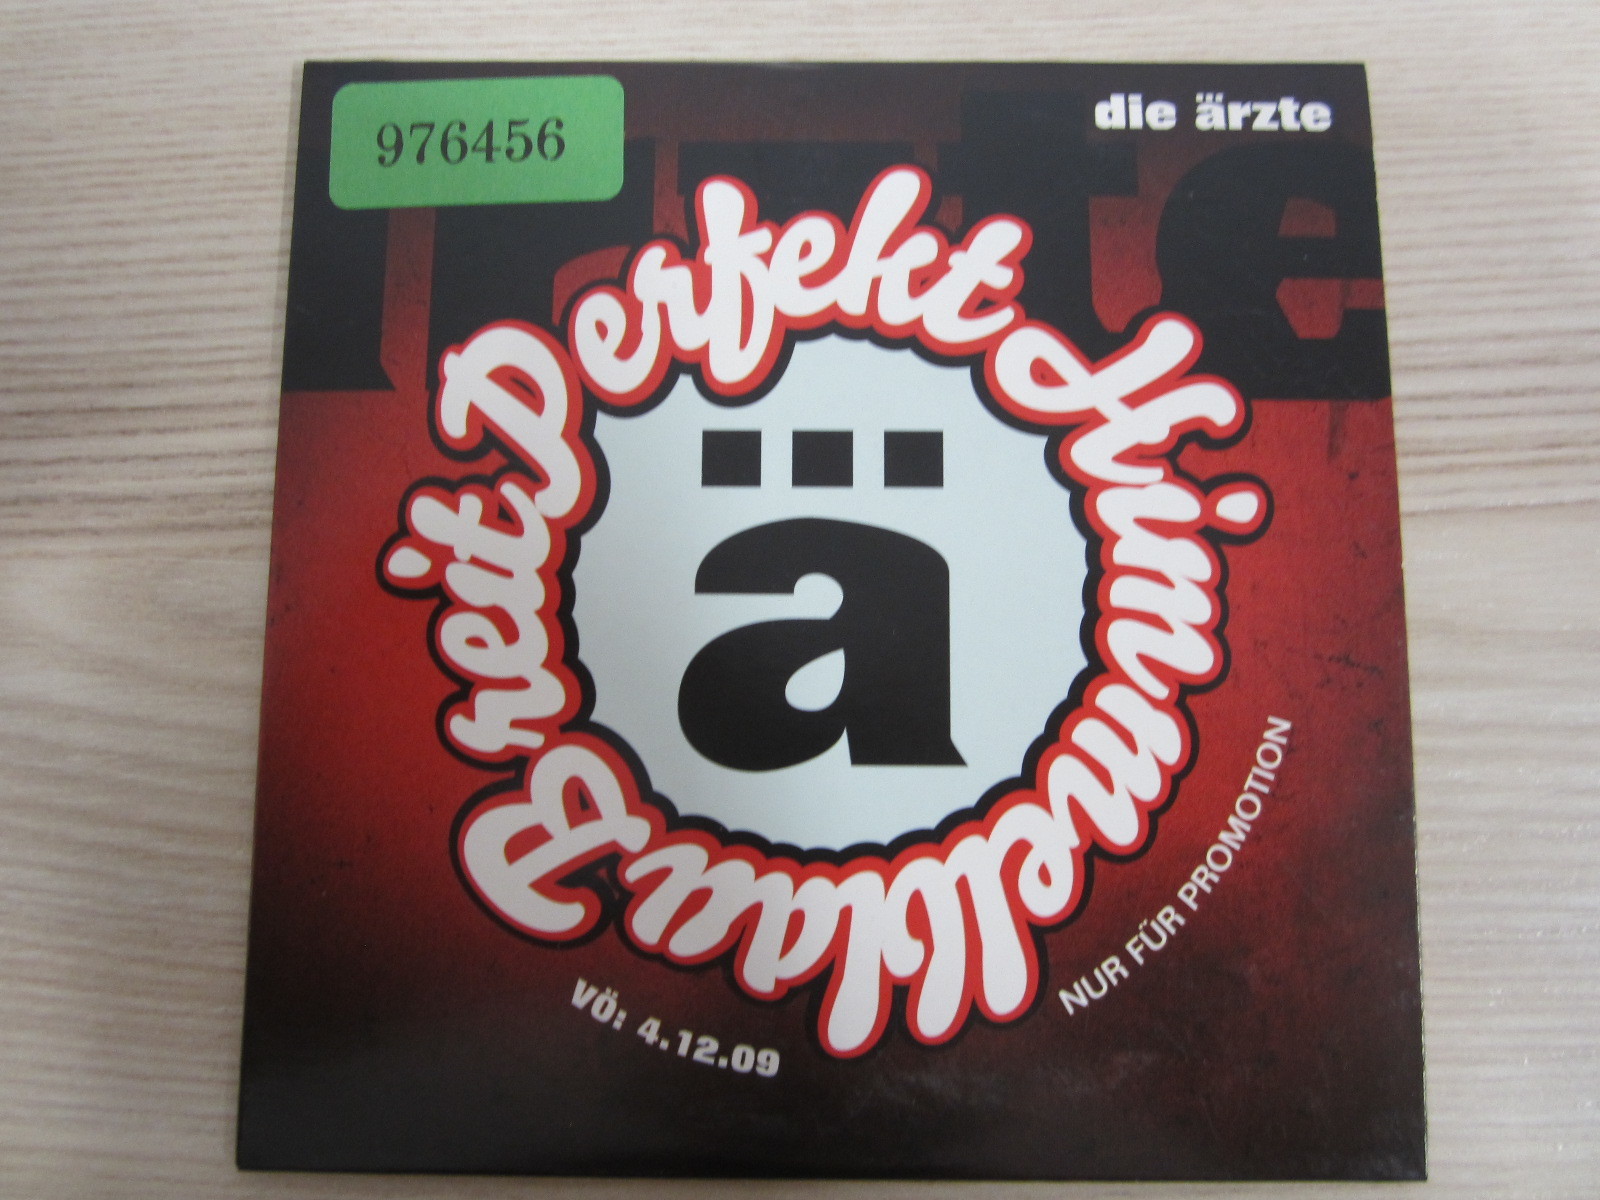 976456
die ärzte
Perfekt
Breit
Himmelblau
ä
NUR FÜR PROMOTION
VÖ: 4.12.09